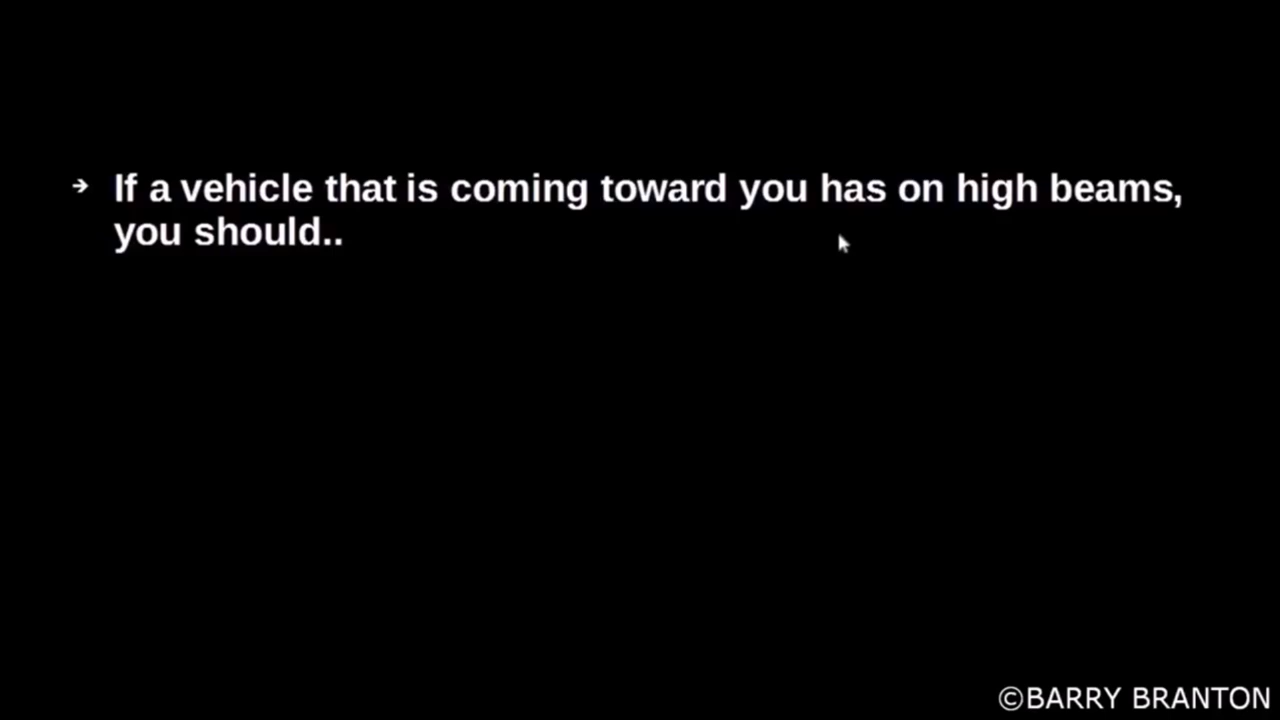 If a vehicle that is coming toward you has on high beams,
you should..
©BARRY BRANTON